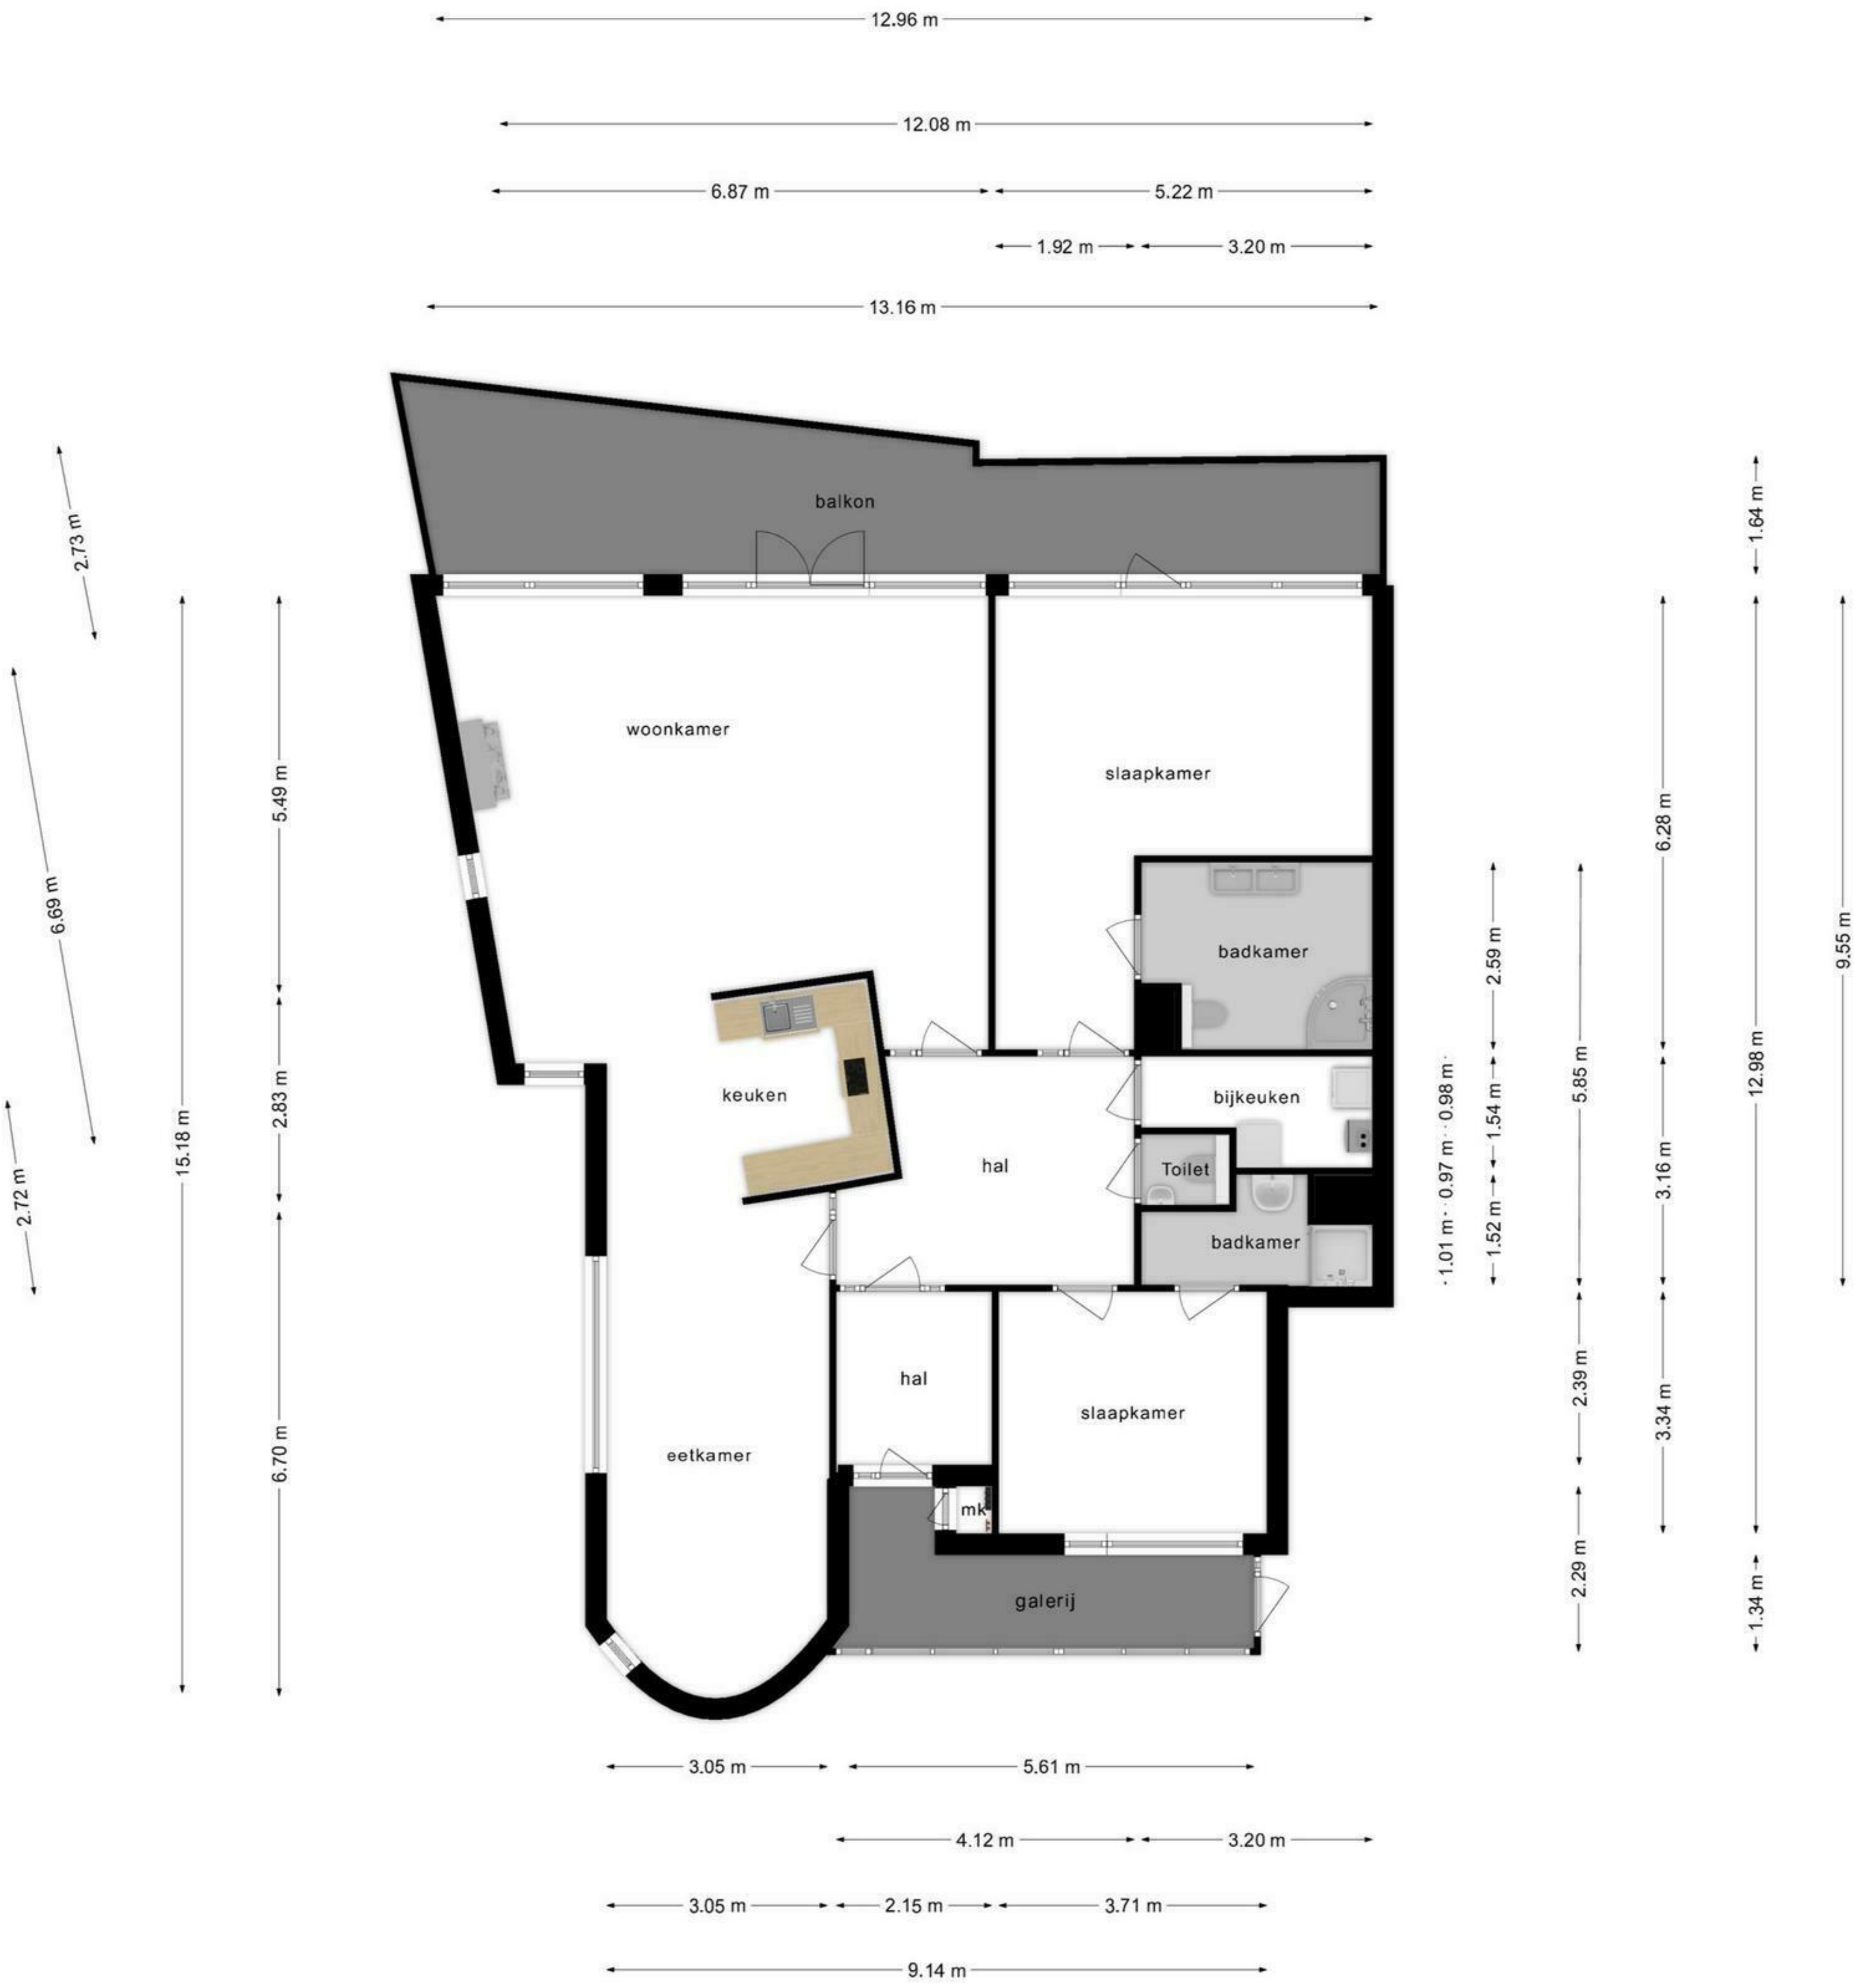 12.96 m
12.08 m
6.87 m
5.22 m
1.92 m
3.20 m
13.16 m
balkon
2.73 m
1.64 m
woonkamer
slaapkamer
5.49 m
6.28 m
6.69 m
badkamer
2.59 m
9.55 m
keuken
bijkeuken
2.83 m
15.18 m
hal
Toilet
2.72 m
badkamer
1.01 m
0.97 m
0.98 m
1.54 m
1.52 m
5.85 m
3.16 m
12.98 m
hal
slaapkamer
eetkamer
6.70 m
2.39 m
3.34 m
mk
galerij
2.29 m
1.34 m
3.05 m
5.61 m
4.12 m
3.20 m
3.05 m
2.15 m
3.71 m
9.14 m